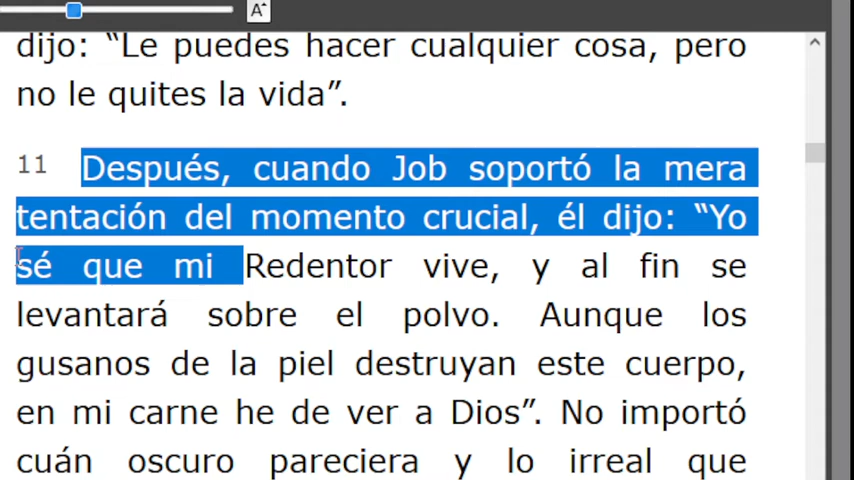 A
dijo: “Le puedes hacer cualquier cosa, pero
no le quites la vida”.
11 Después, cuando Job soportó la mera
tentación del momento crucial, él dijo: “Yo
sé que mi Redentor vive, y al fin se
levantará sobre el polvo. Aunque los
gusanos de la piel destruyan este cuerpo,
en mi carne he de ver a Dios”. No importó
cuán oscuro pareciera y lo irreal que